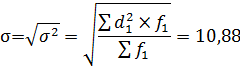 σ=√σ² = √(∑ d₁² × f₁ / ∑ f₁) = 10,88